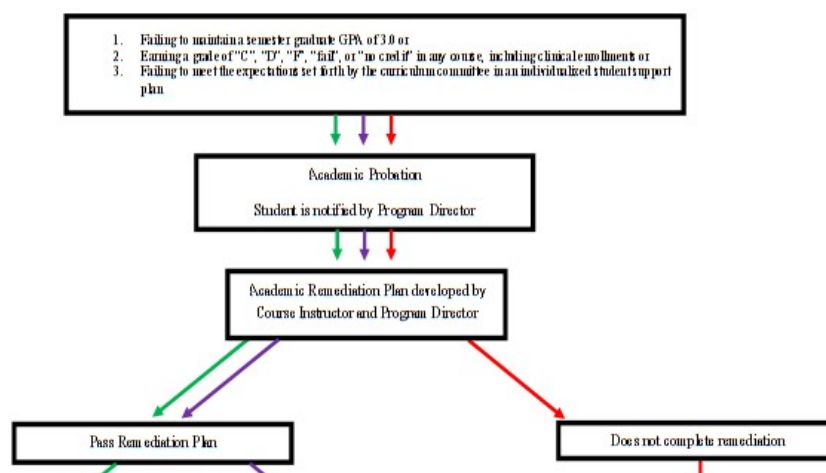 1. Failing to maintain a semester graduate GPA of 3.0 or
2. Earning a grade of "C", "D", "F", "fail", or "no credit" in any course, including clinical enrollments or
3. Failing to meet the expectations set forth by the curriculum committee in an individualized student support
plan
Academic Probation
Student is notified by Program Director
Academic Remediation Plan developed by
Course Instructor and Program Director
Pass Remediation Plan
Does not complete remediation